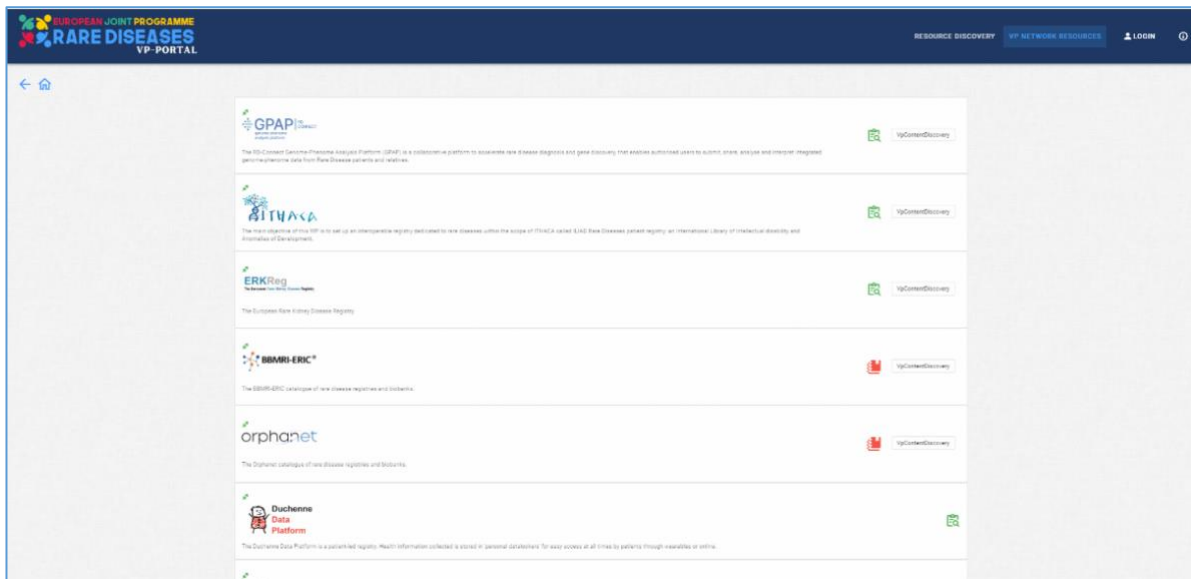 EUROPEAN JOINT PROGRAMME
RARE DISEASES
VP-PORTAL
RESOURCE DISCOVERY
VP NETWORK RESOURCES
LOGIN
GPAP
VpContentDiscovery
The RD-Connect Genome-Phenome Analysis Platform (GPAP) is a collaborative platform to accelerate rare disease diagnosis and gene discovery, that enables authorised users to submit, share, analyse and interpret integrated
genome phenome data from Rare Disease patients and relatives.
ITHACA
VpContentDiscovery
The main objective of this WP is to set up an interoperable registry dedicated to rare diseases within the scope of ITHACA called ILIAD Rare Diseases patient registry: an International Library of Intellectual disability and
Anomalies of Development.
ERKReg
The European Rare Kidney Disease Registry
VpContentDiscovery
The European Rare Kidney Disease Registry
BBMRI-ERIC®
VpContentDiscovery
The BBMRI-ERIC catalogue of rare disease registries and biobanks.
orphanet
VpContentDiscovery
The Orphanet catalogue of rare disease registries and biobanks.
Duchenne
Data
Platform
The Duchenne Data Platform is a patient-led registry. Health information collected is stored in personal datalockers for easy access at all times by patients through wearables or online.